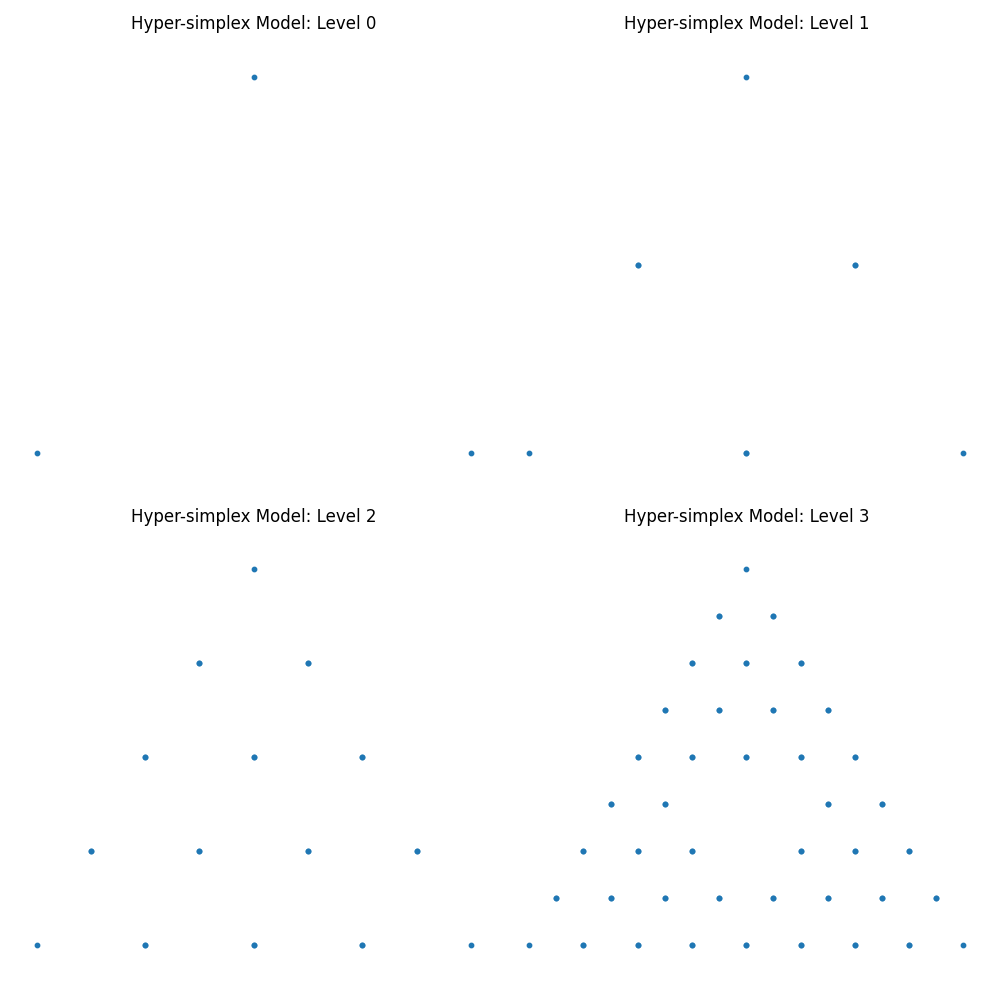 Hyper-simplex Model: Level 0
Hyper-simplex Model: Level 1
Hyper-simplex Model: Level 2
Hyper-simplex Model: Level 3